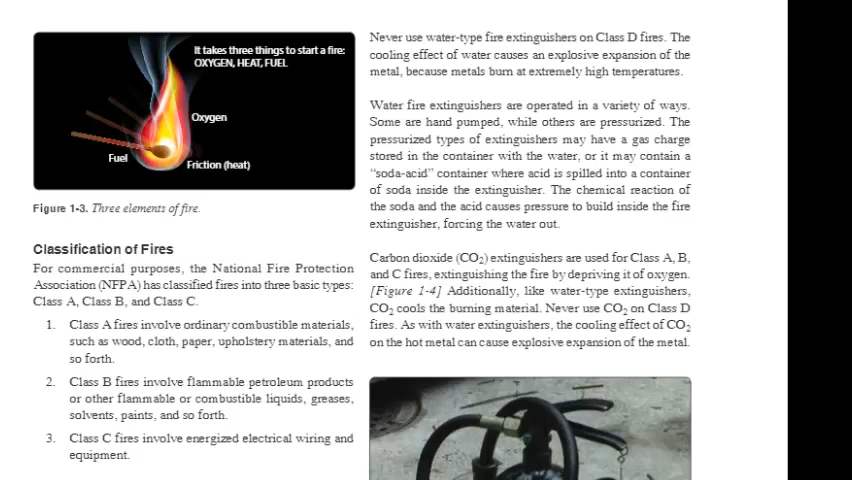 It takes three things to start a fire:
OXYGEN, HEAT, FUEL
Oxygen
Fuel
Friction (heat)
Figure 1-3. Three elements of fire.
Classification of Fires
For commercial purposes, the National Fire Protection
Association (NFPA) has classified fires into three basic types:
Class A, Class B, and Class C.
1. Class A fires involve ordinary combustible materials,
such as wood, cloth, paper, upholstery materials, and
so forth.
2. Class B fires involve flammable petroleum products
or other flammable or combustible liquids, greases,
solvents, paints, and so forth.
3. Class C fires involve energized electrical wiring and
equipment.
Never use water-type fire extinguishers on Class D fires. The
cooling effect of water causes an explosive expansion of the
metal, because metals burn at extremely high temperatures.
Water fire extinguishers are operated in a variety of ways.
Some are hand pumped, while others are pressurized. The
pressurized types of extinguishers may have a gas charge
stored in the container with the water, or it may contain a
“soda-acid” container where acid is spilled into a container
of soda inside the extinguisher. The chemical reaction of
the soda and the acid causes pressure to build inside the fire
extinguisher, forcing the water out.
Carbon dioxide (CO2) extinguishers are used for Class A, B,
and C fires, extinguishing the fire by depriving it of oxygen.
[Figure 1-4] Additionally, like water-type extinguishers,
CO2 cools the burning material. Never use CO2 on Class D
fires. As with water extinguishers, the cooling effect of CO2
on the hot metal can cause explosive expansion of the metal.